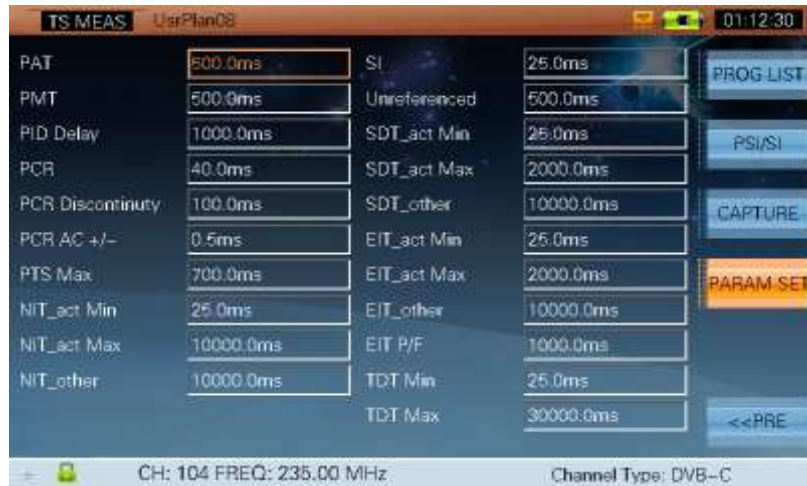 TS MEAS UsrPlan08 01:12:30
PAT 500.0ms SI 25.0ms
PROG LIST
PMT 500.0ms Unreferenced 500.0ms
PID Delay 1000.0ms SDT_act Min 25.0ms
PSI/SI
PCR 40.0ms SDT_act Max 2000.0ms
PCR Discontinuty 100.0ms SDT_other 10000.0ms
CAPTURE
PCR AC +/- 0.5ms EIT_act Min 25.0ms
PTS Max 700.0ms EIT_act Max 2000.0ms
PARAM SET
NIT_act Min 25.0ms EIT_other 10000.0ms
NIT_act Max 10000.0ms EIT P/F 1000.0ms
NIT_other 10000.0ms TDT Min 25.0ms
TDT Max 30000.0ms
<<PRE
CH: 104 FREQ: 235.00 MHz Channel Type: DVB-C